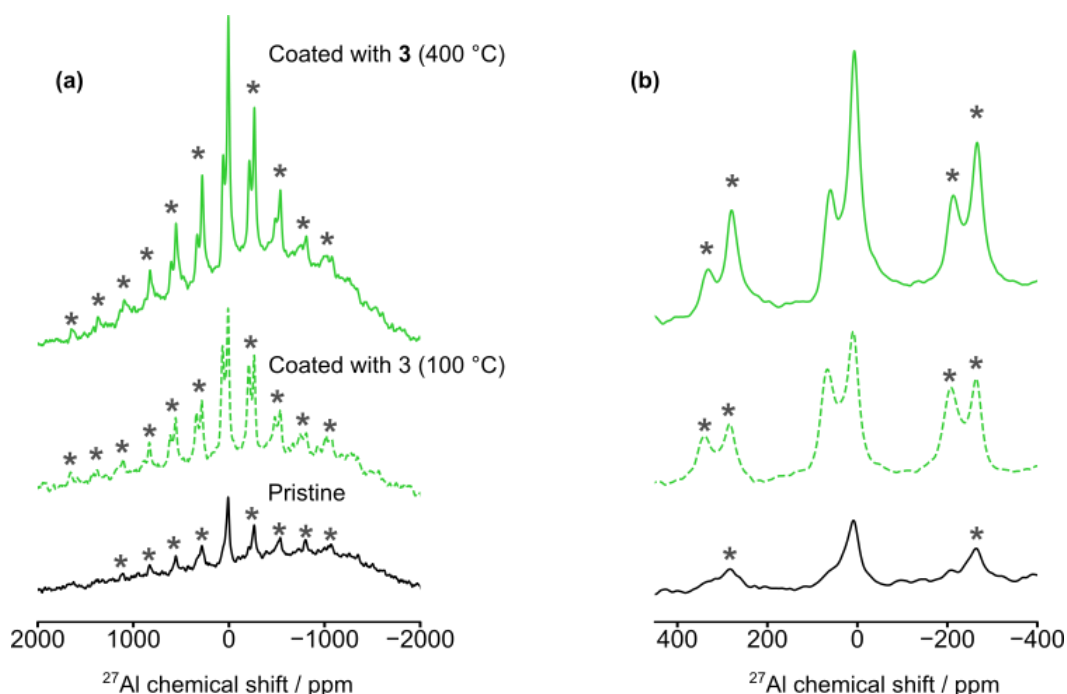 Coated with 3 (400 °C)
(a)
* * * * * * * * * *
Coated with 3 (100 °C)
* * * * * * * * * *
Pristine
* * * * * * * *
2000 1000 0 −1000 −2000
²⁷Al chemical shift / ppm
(b)
* * * *
* * * *
* *
400 200 0 −200 −400
²⁷Al chemical shift / ppm